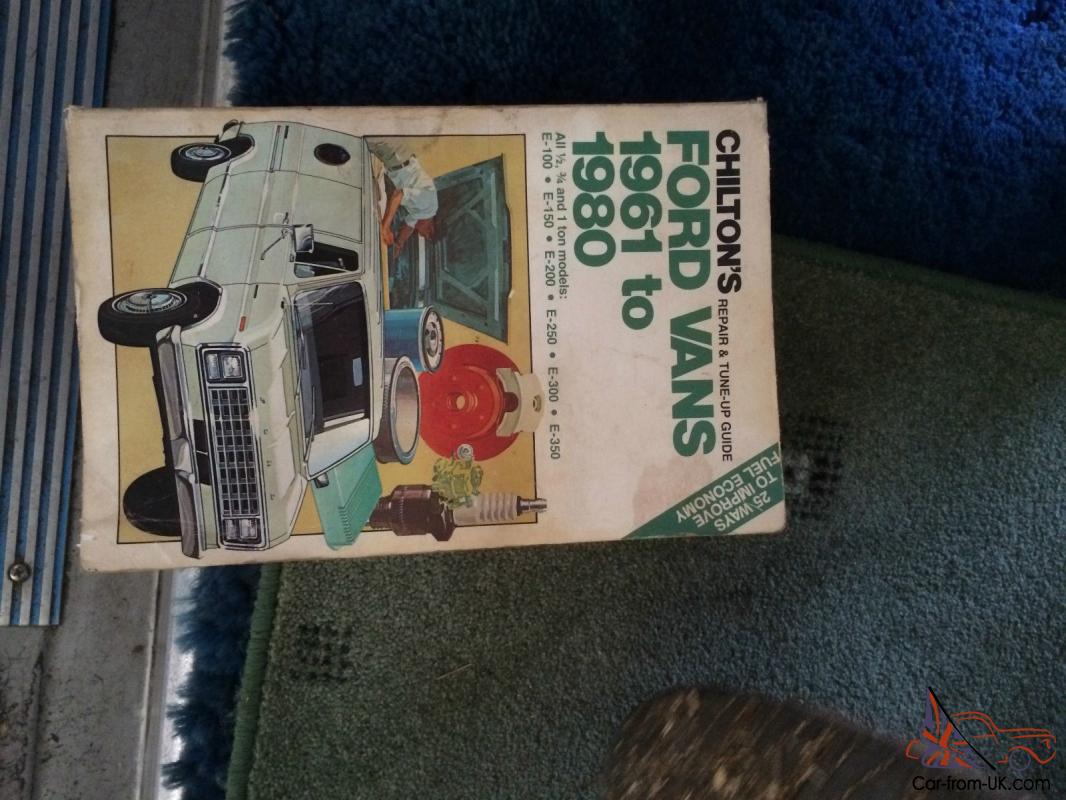 CHILTON'S REPAIR & TUNE-UP GUIDE
FORD VANS
1961 to
1980
All ½, ¾ and 1 ton models:
E-100 • E-150 • E-200 • E-250 • E-300 • E-350
25 WAYS
TO IMPROVE
FUEL ECONOMY
Car-from-UK.com